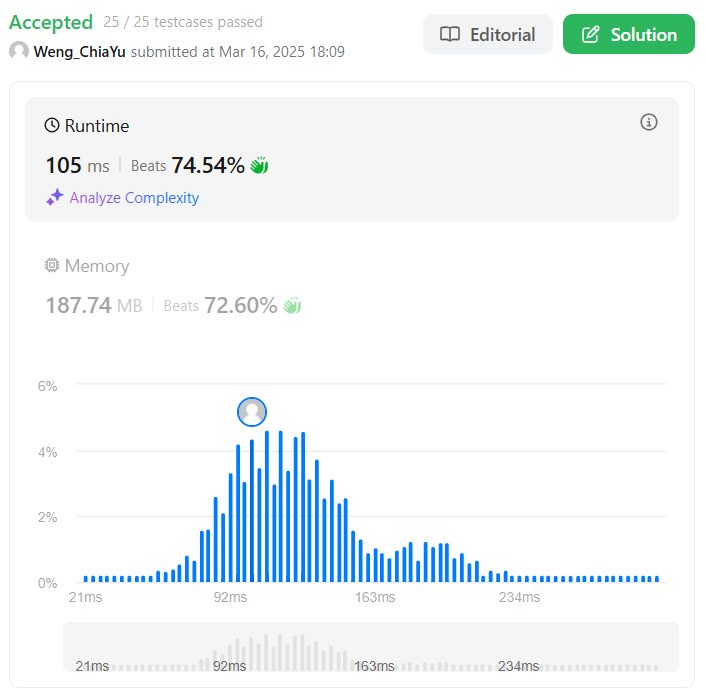 Accepted 25 / 25 testcases passed
Weng_ChiaYu submitted at Mar 16, 2025 18:09
Editorial
Solution
Runtime
105 ms | Beats 74.54%
Analyze Complexity
Memory
187.74 MB | Beats 72.60%
6%
4%
2%
0%
21ms 92ms 163ms 234ms
21ms 92ms 163ms 234ms